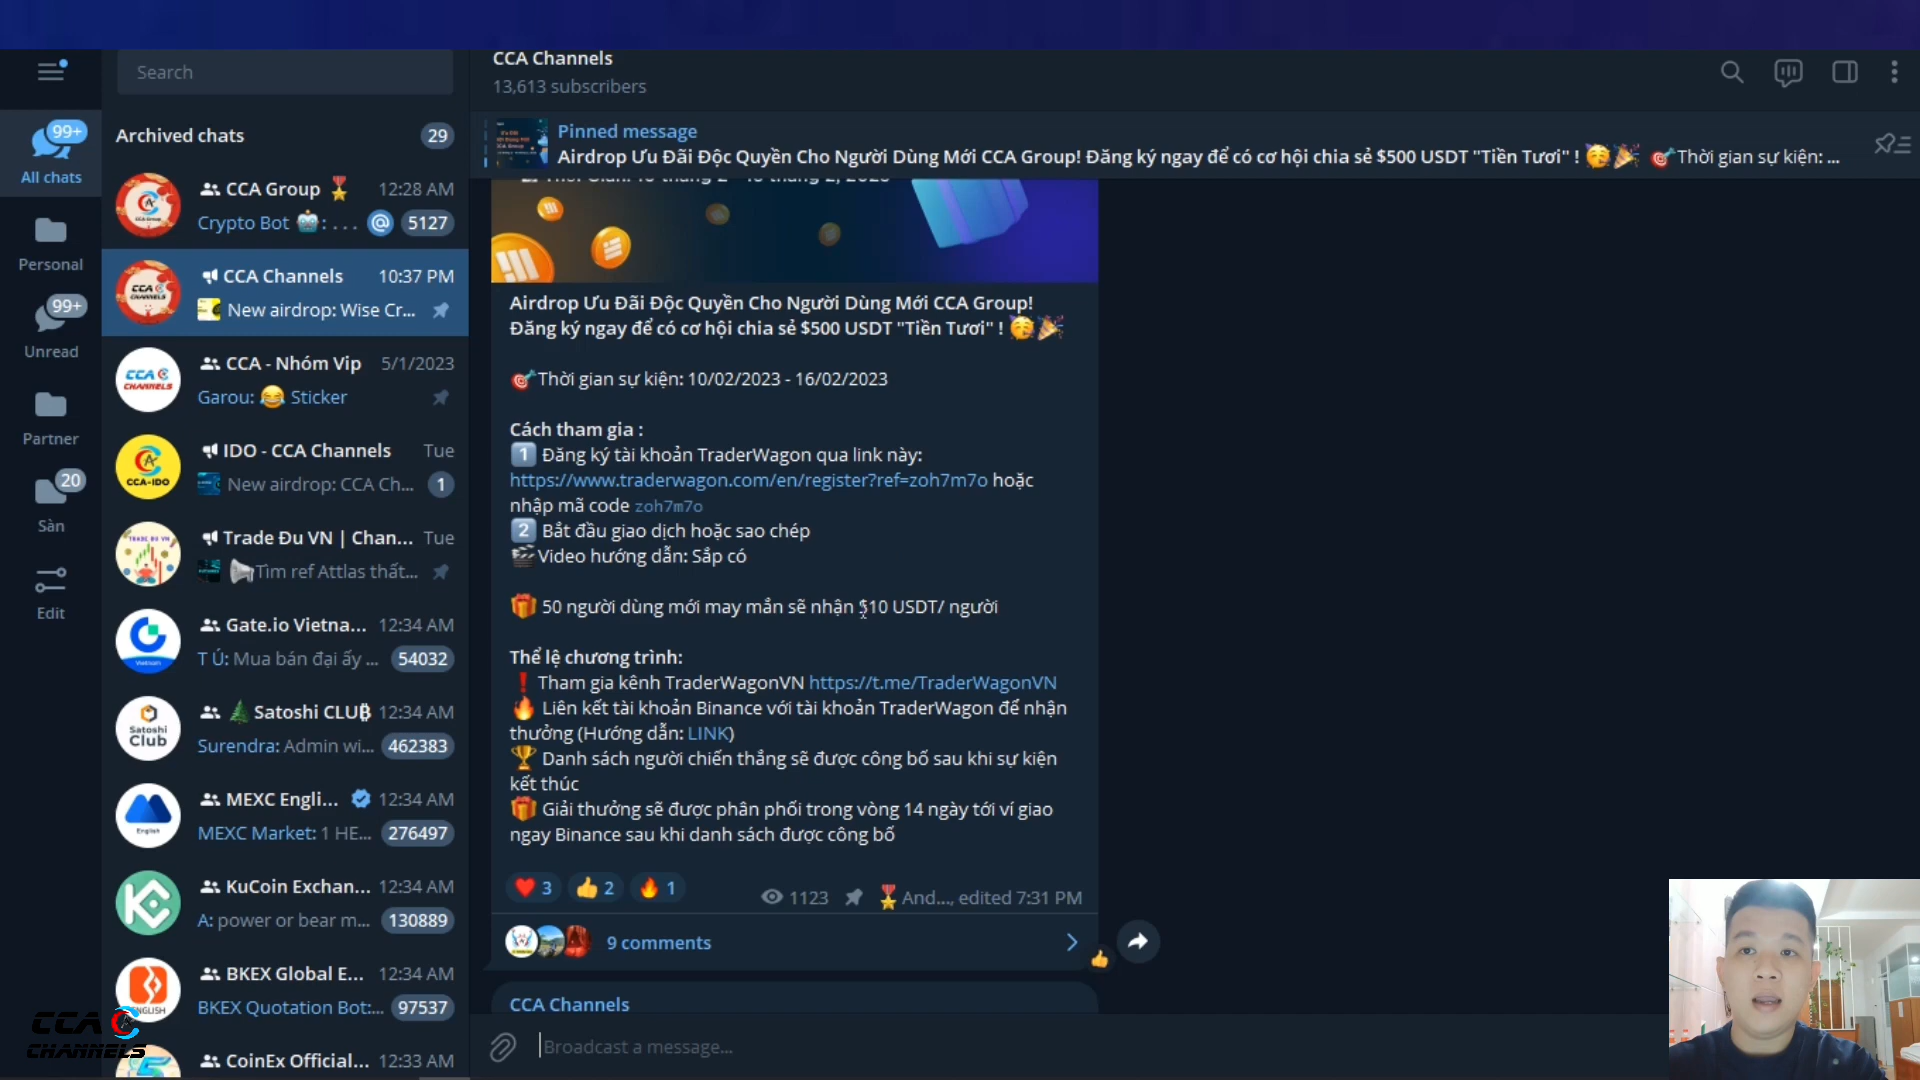 Search
CCA Channels
13,613 subscribers
Pinned message
Airdrop Ưu Đãi Độc Quyền Cho Người Dùng Mới CCA Group! Đăng ký ngay để có cơ hội chia sẻ $500 USDT "Tiền Tươi" ! 🥳🎉 🎯Thời gian sự kiện: ...
99+
All chats
Personal
99+
Unread
Partner
20
Sàn
Edit
Archived chats
29
CCA Group 🎖
12:28 AM
Crypto Bot 🤖: . . .
@
5127
CCA Channels
10:37 PM
New airdrop: Wise Cr...
CCA - Nhóm Vip
5/1/2023
Garou: 😂 Sticker
IDO - CCA Channels
Tue
New airdrop: CCA Ch...
1
Trade Đu VN | Chan...
Tue
📢Tìm ref Attlas thất...
Gate.io Vietna...
12:34 AM
T Ú: Mua bán đại ấy ...
54032
🌲Satoshi CLUB
12:34 AM
Surendra: Admin wi...
462383
MEXC Engli...
12:34 AM
MEXC Market: 1 HE...
276497
KuCoin Exchan...
12:34 AM
A: power or bear m...
130889
BKEX Global E...
12:34 AM
BKEX Quotation Bot:...
97537
CoinEx Official...
12:33 AM
CCA Group
CCA
CHANNELS
CCA
CHANNELS
CCA-IDO
TRADE ĐU VN
Vietnam
Satoshi
Club
English
CCA
CHANNELS
Airdrop Ưu Đãi Độc Quyền Cho Người Dùng Mới CCA Group!
Đăng ký ngay để có cơ hội chia sẻ $500 USDT "Tiền Tươi" ! 🥳🎉
🎯Thời gian sự kiện: 10/02/2023 - 16/02/2023
Cách tham gia :
1️⃣ Đăng ký tài khoản TraderWagon qua link này:
https://www.traderwagon.com/en/register?ref=zoh7m7o hoặc
nhập mã code zoh7m7o
2️⃣ Bắt đầu giao dịch hoặc sao chép
🎬Video hướng dẫn: Sắp có
🎁 50 người dùng mới may mắn sẽ nhận $10 USDT/ người
Thể lệ chương trình:
❗ Tham gia kênh TraderWagonVN https://t.me/TraderWagonVN
🔥 Liên kết tài khoản Binance với tài khoản TraderWagon để nhận
thưởng (Hướng dẫn: LINK)
🏆 Danh sách người chiến thắng sẽ được công bố sau khi sự kiện
kết thúc
🎁 Giải thưởng sẽ được phân phối trong vòng 14 ngày tới ví giao
ngay Binance sau khi danh sách được công bố
❤️ 3 👍 2 🔥 1
1123
🎖And..., edited 7:31 PM
9 comments
CCA Channels
Broadcast a message...